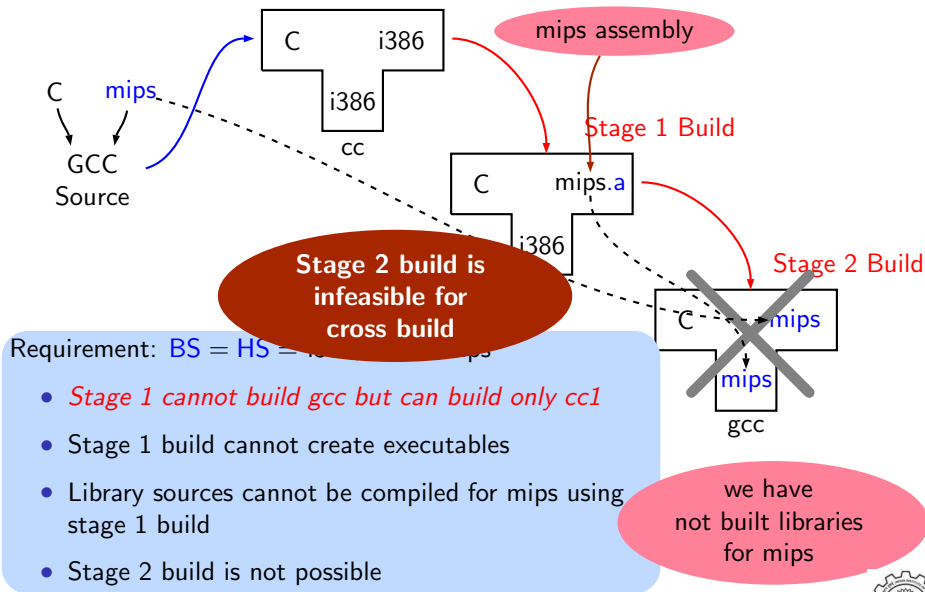 C i386
i386
cc
mips assembly
C mips
GCC
Source
Stage 1 Build
C mips.a
i386
Stage 2 build is
infeasible for
cross build
Stage 2 Build
C mips
mips
gcc
Requirement: BS = HS =
• Stage 1 cannot build gcc but can build only cc1
• Stage 1 build cannot create executables
• Library sources cannot be compiled for mips using
stage 1 build
• Stage 2 build is not possible
we have
not built libraries
for mips